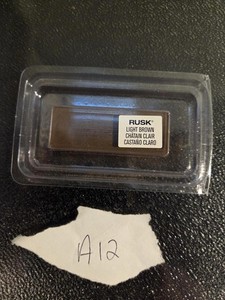 RUSK®
LIGHT BROWN
CHÂTAIN CLAIR
CASTAÑO CLARO
A12